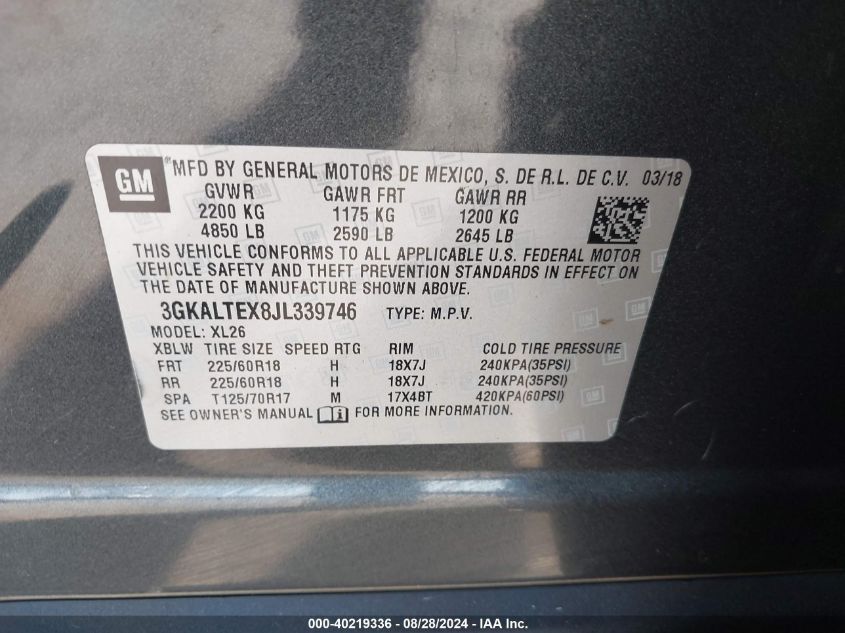 GM ® MFD BY GENERAL MOTORS DE MEXICO, S. DE R.L. DE C.V. 03/18
GVWR GAWR FRT GAWR RR
2200 KG 1175 KG 1200 KG
4850 LB 2590 LB 2645 LB
THIS VEHICLE CONFORMS TO ALL APPLICABLE U.S. FEDERAL MOTOR
VEHICLE SAFETY AND THEFT PREVENTION STANDARDS IN EFFECT ON
THE DATE OF MANUFACTURE SHOWN ABOVE.
3GKALTEX8JL339746 TYPE: M.P.V.
MODEL: XL26
XBLW TIRE SIZE SPEED RTG RIM COLD TIRE PRESSURE
FRT 225/60R18 H 18X7J 240KPA(35PSI)
RR 225/60R18 H 18X7J 240KPA(35PSI)
SPA T125/70R17 M 17X4BT 420KPA(60PSI)
SEE OWNER'S MANUAL FOR MORE INFORMATION.
000-40219336 - 08/28/2024 - WWW.IAAI.COM